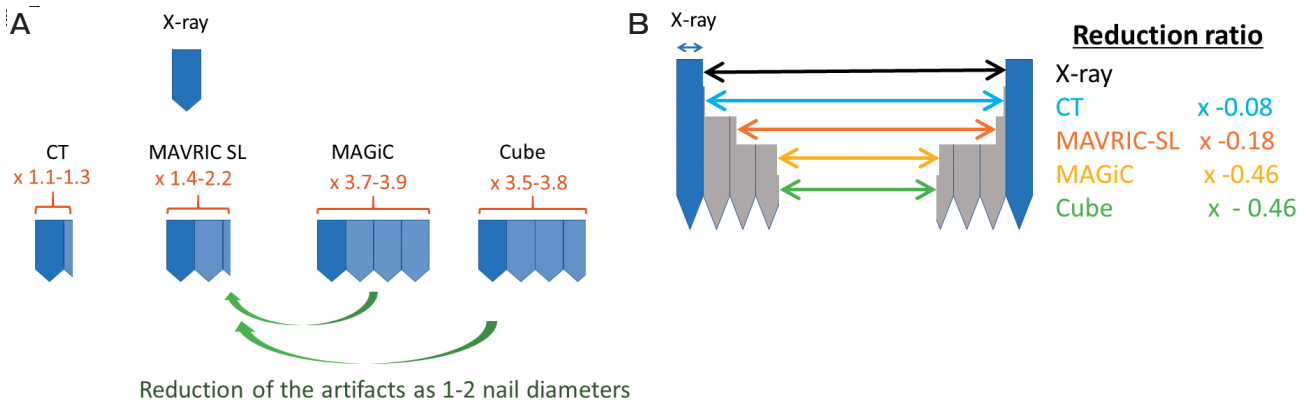 A
X-ray
CT
x 1.1-1.3
MAVRIC SL
x 1.4-2.2
MAGiC
x 3.7-3.9
Cube
x 3.5-3.8
Reduction of the artifacts as 1-2 nail diameters
B
X-ray
Reduction ratio
X-ray
CT x -0.08
MAVRIC-SL x -0.18
MAGiC x -0.46
Cube x - 0.46